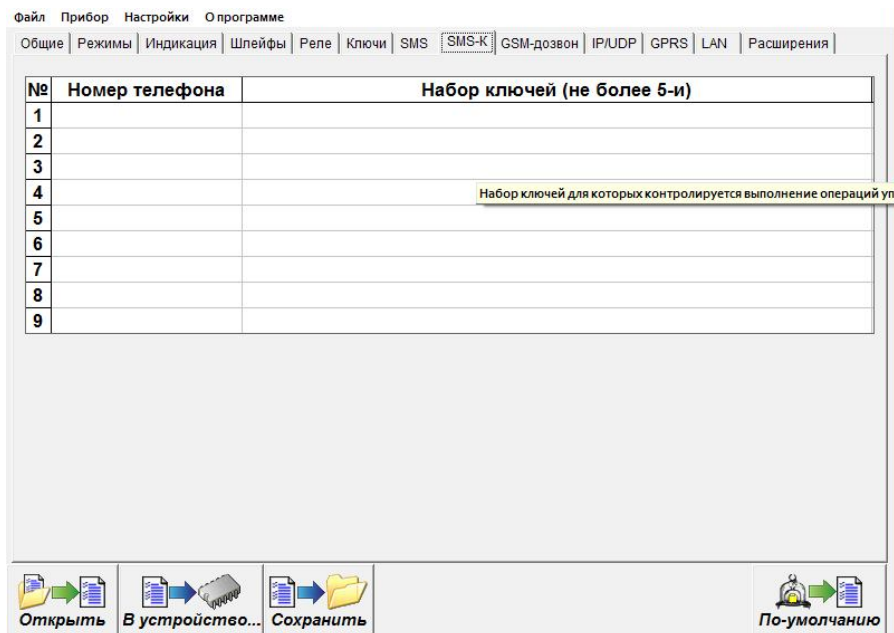 Файл Прибор Настройки О программе
Общие Режимы Индикация Шлейфы Реле Ключи SMS SMS-К GSM-дозвон IP/UDP GPRS LAN Расширения
№ Номер телефона Набор ключей (не более 5-и)
1
2
3
4
Набор ключей для которых контролируется выполнение операций уп
5
6
7
8
9
Открыть В устройство... Сохранить По-умолчанию